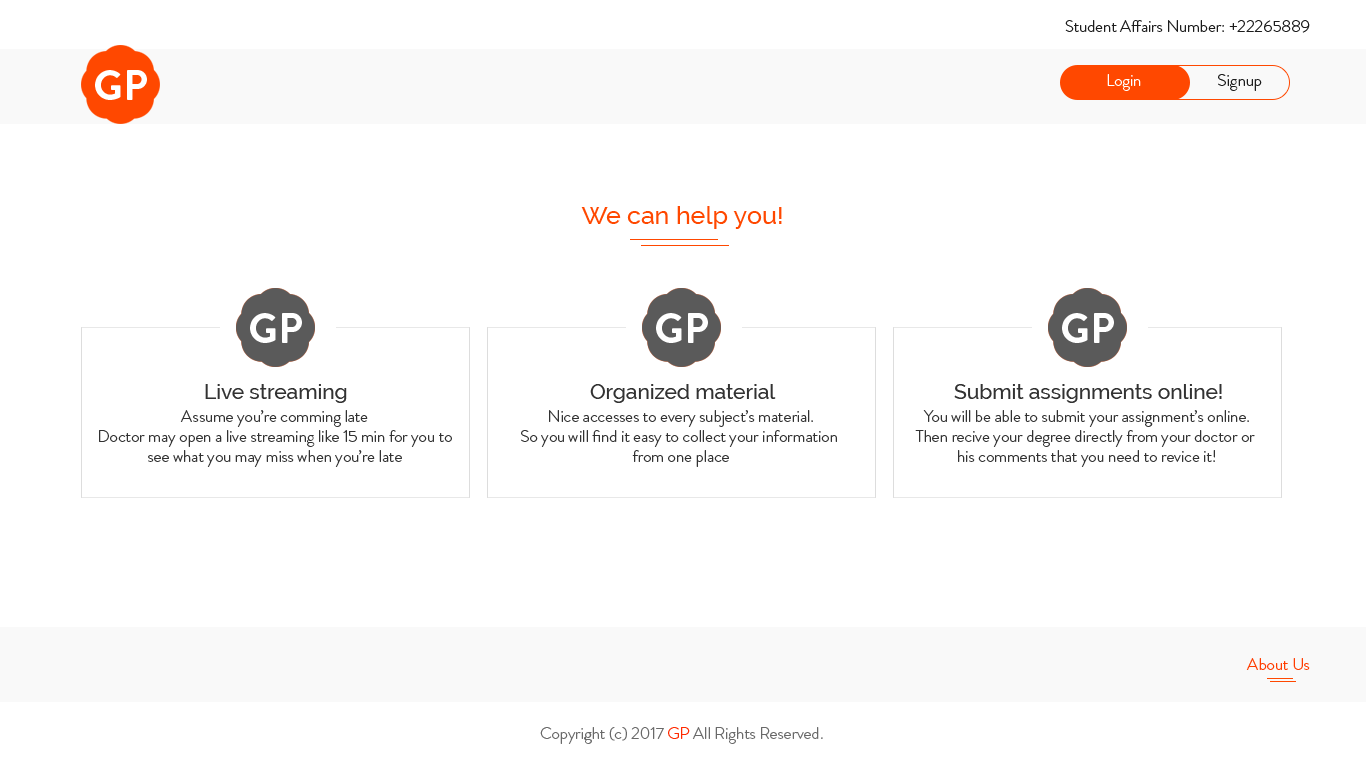 Student Affairs Number: +22265889
GP
Login
Signup
We can help you!
GP
Live streaming
Assume you're comming late
Doctor may open a live streaming like 15 min for you to
see what you may miss when you're late
GP
Organized material
Nice accesses to every subject's material.
So you will find it easy to collect your information
from one place
GP
Submit assignments online!
You will be able to submit your assignment's online.
Then recive your degree directly from your doctor or
his comments that you need to revice it!
About Us
Copyright (c) 2017 GP All Rights Reserved.